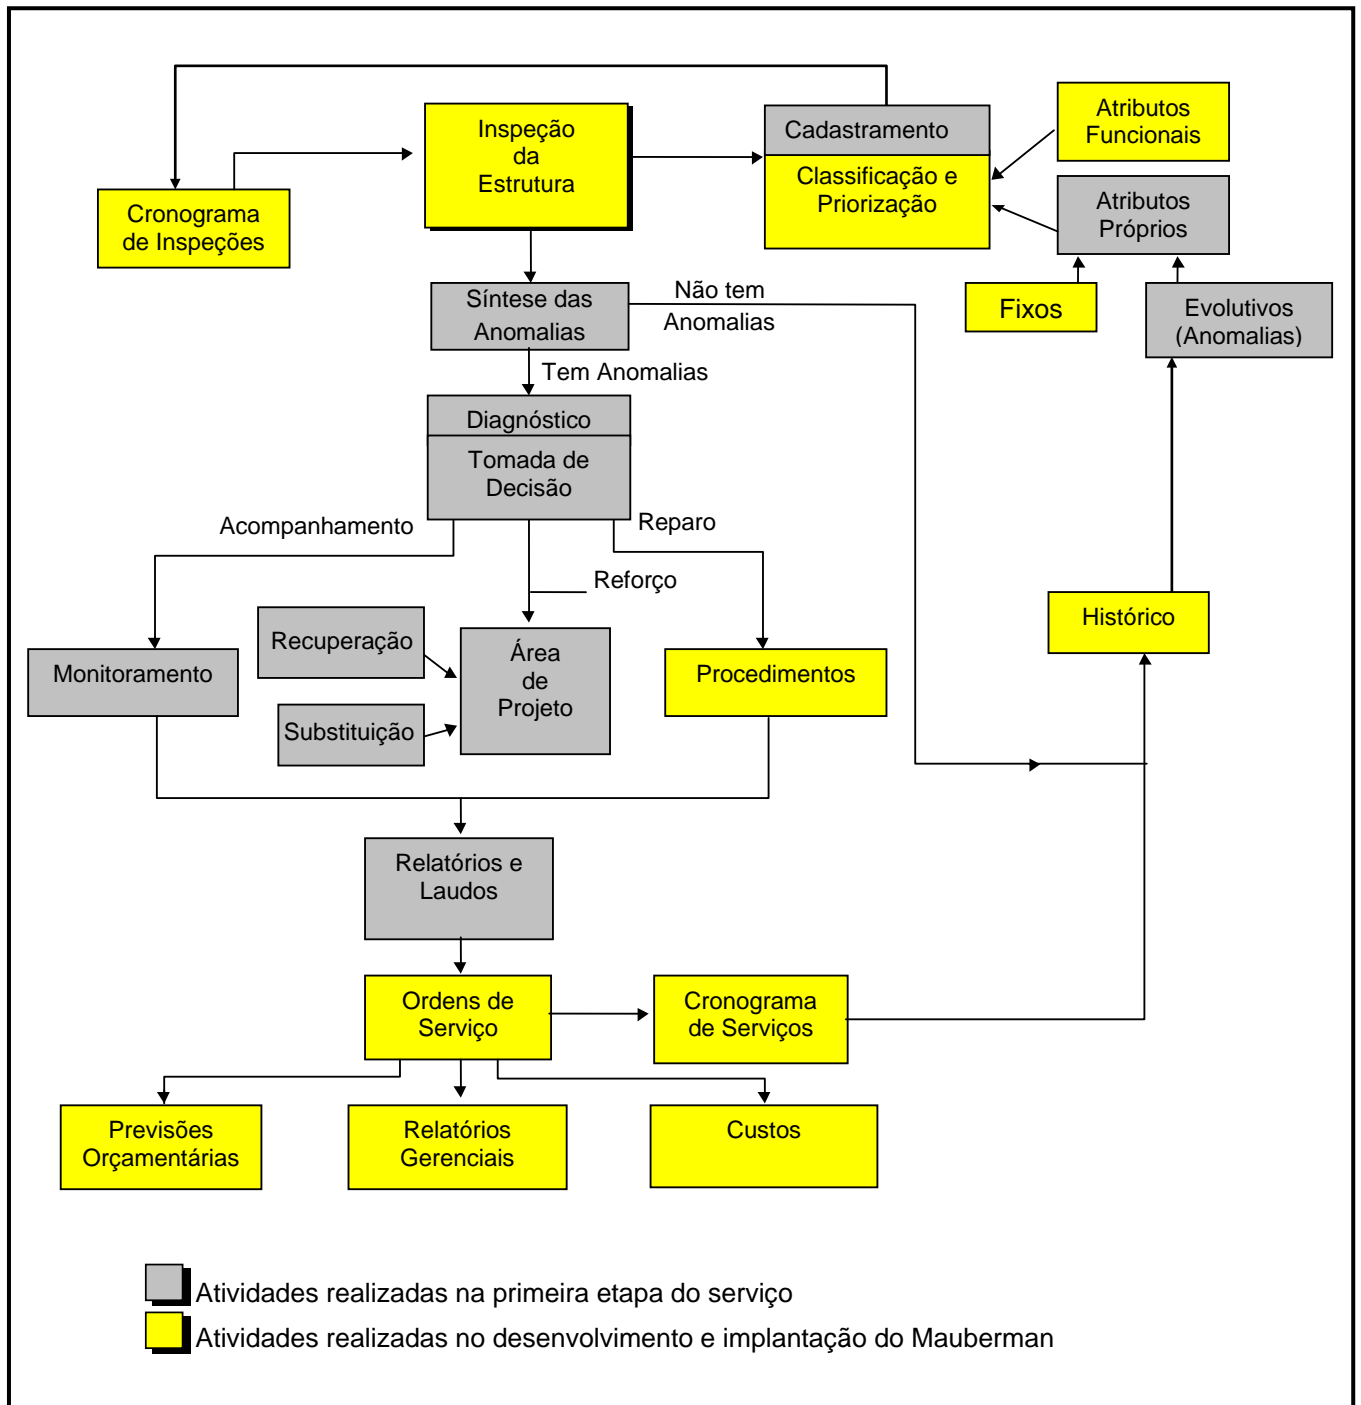 Inspeção
da
Estrutura
Cadastramento
Classificação e
Priorização
Atributos
Funcionais
Atributos
Próprios
Cronograma
de Inspeções
Fixos
Evolutivos
(Anomalias)
Síntese das
Anomalias
Não tem
Anomalias
Tem Anomalias
Diagnóstico
Tomada de
Decisão
Acompanhamento
Reparo
Reforço
Recuperação
Substituição
Área
de
Projeto
Monitoramento
Procedimentos
Histórico
Relatórios e
Laudos
Ordens de
Serviço
Cronograma
de Serviços
Previsões
Orçamentárias
Relatórios
Gerenciais
Custos
Atividades realizadas na primeira etapa do serviço
Atividades realizadas no desenvolvimento e implantação do Mauberman